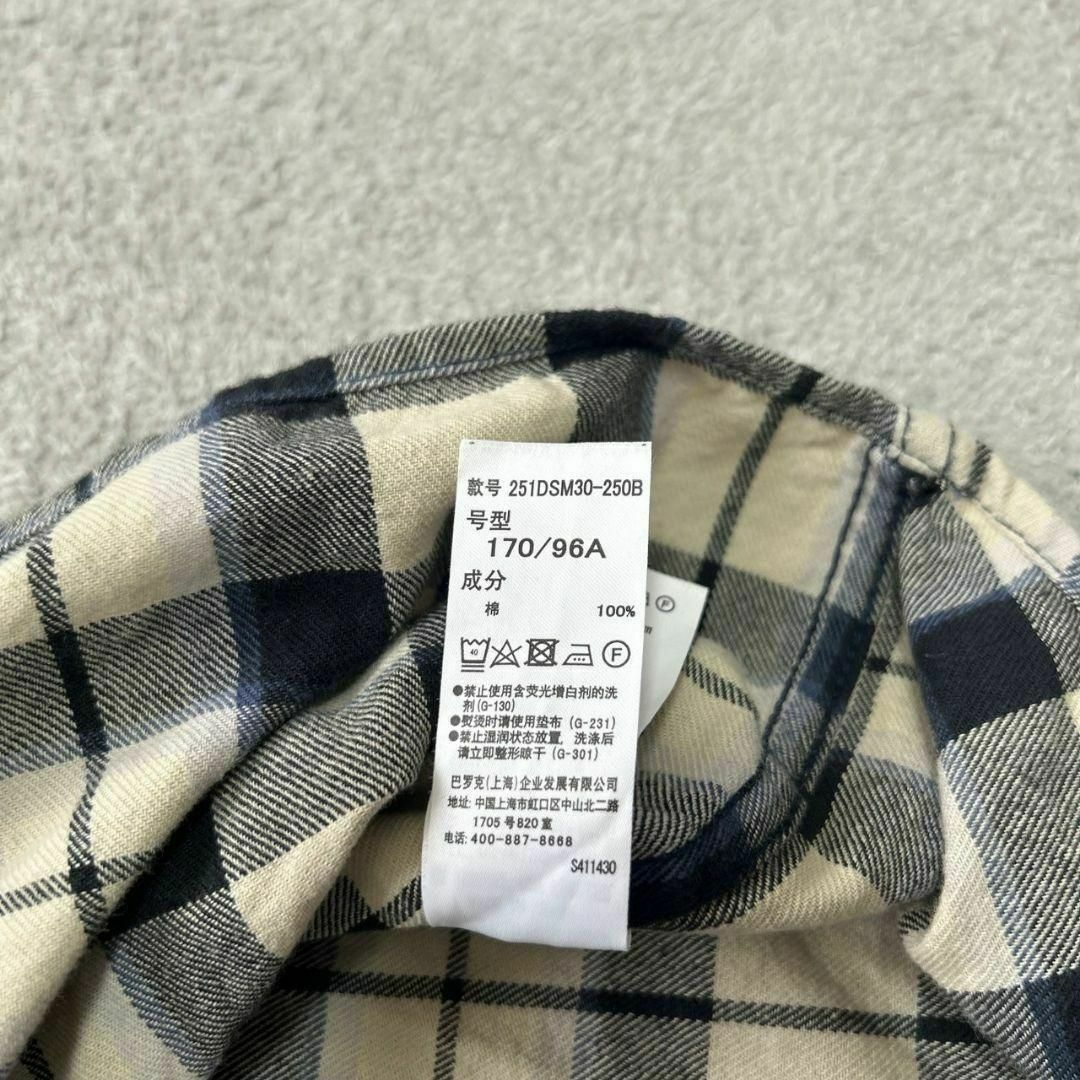 款号 251DSM30-250B
号型
170/96A
成分
棉 100%
40 F
●禁止使用含荧光增白剂的洗
剂(G-130)
●熨烫时请使用垫布(G-231)
●禁止湿润状态放置,洗涤后
请立即整形晾干(G-301)
巴罗克(上海)企业发展有限公司
地址:中国上海市虹口区中山北二路
1705号820室
电话:400-887-8668
S411430
F